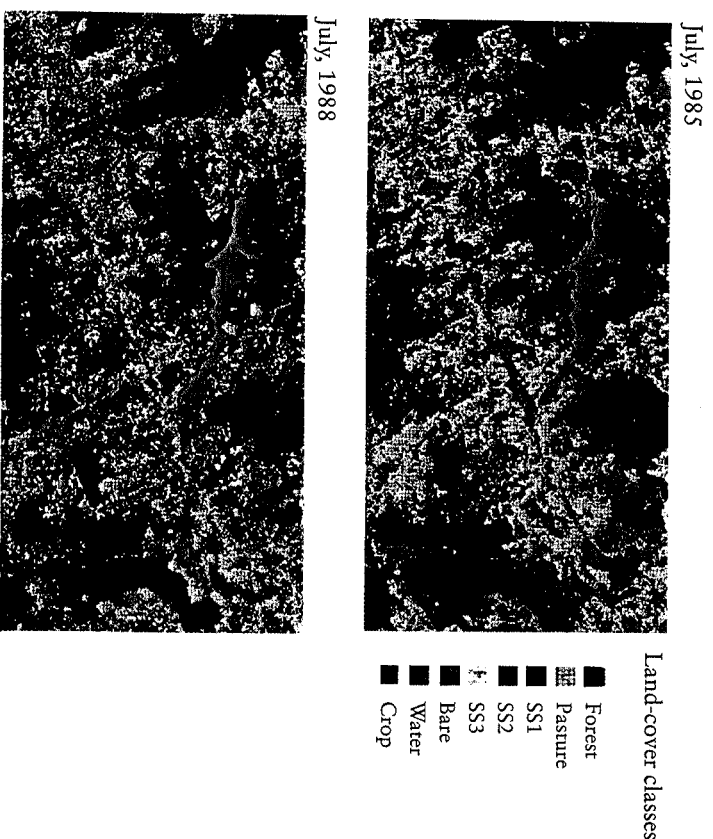 July, 1985
July, 1988
Land-cover classes
Forest
Pasture
SS1
SS2
SS3
Bare
Water
Crop